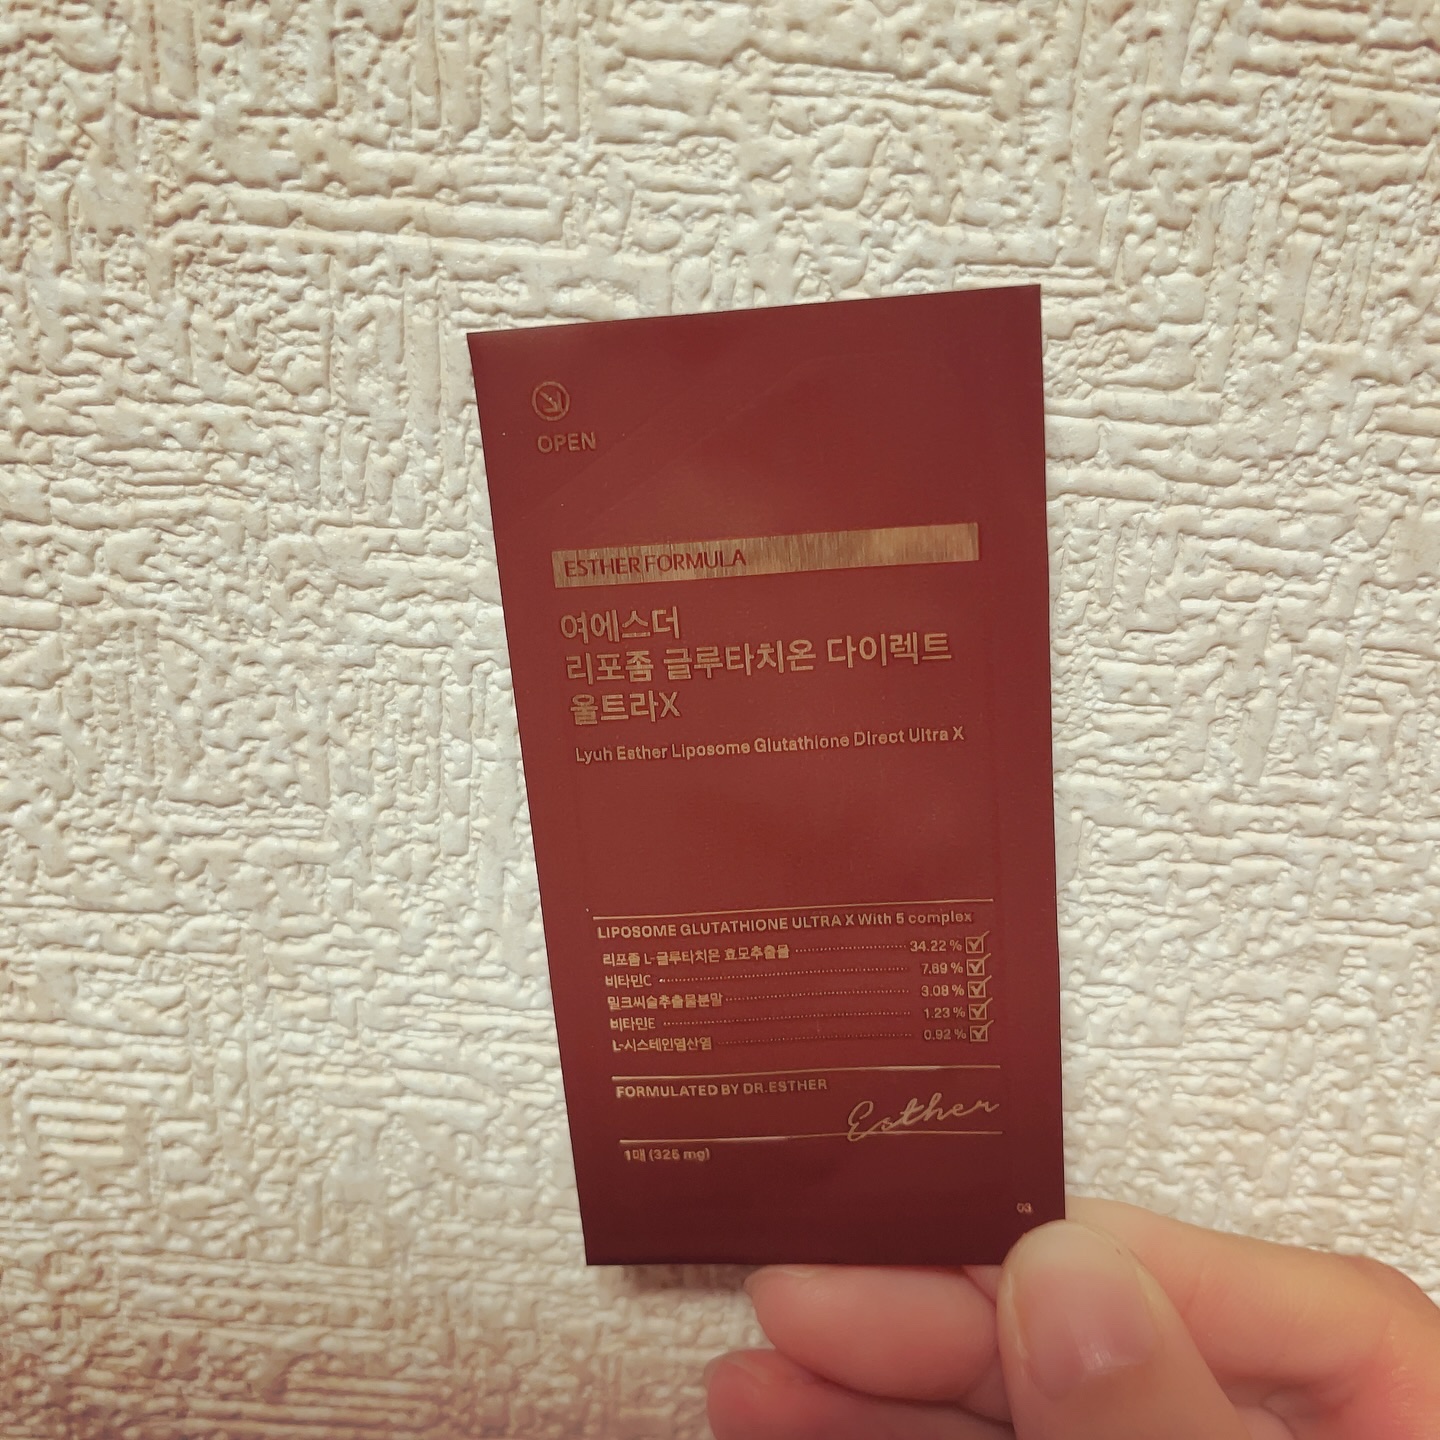 OPEN
ESTHER FORMULA
여에스더
리포좀 글루타치온 다이렉트
울트라X
Lyuh Esther Liposome Glutathione Direct Ultra X
LIPOSOME GLUTATHIONE ULTRA X With 5 complex
리포좀 L-글루타치온 효모추출물 34.22 %
비타민C 7.69 %
밀크씨슬추출물분말 3.08 %
비타민E 1.23 %
L-시스테인염산염 0.92 %
FORMULATED BY DR.ESTHER
Esther
1매 (325 mg)
03